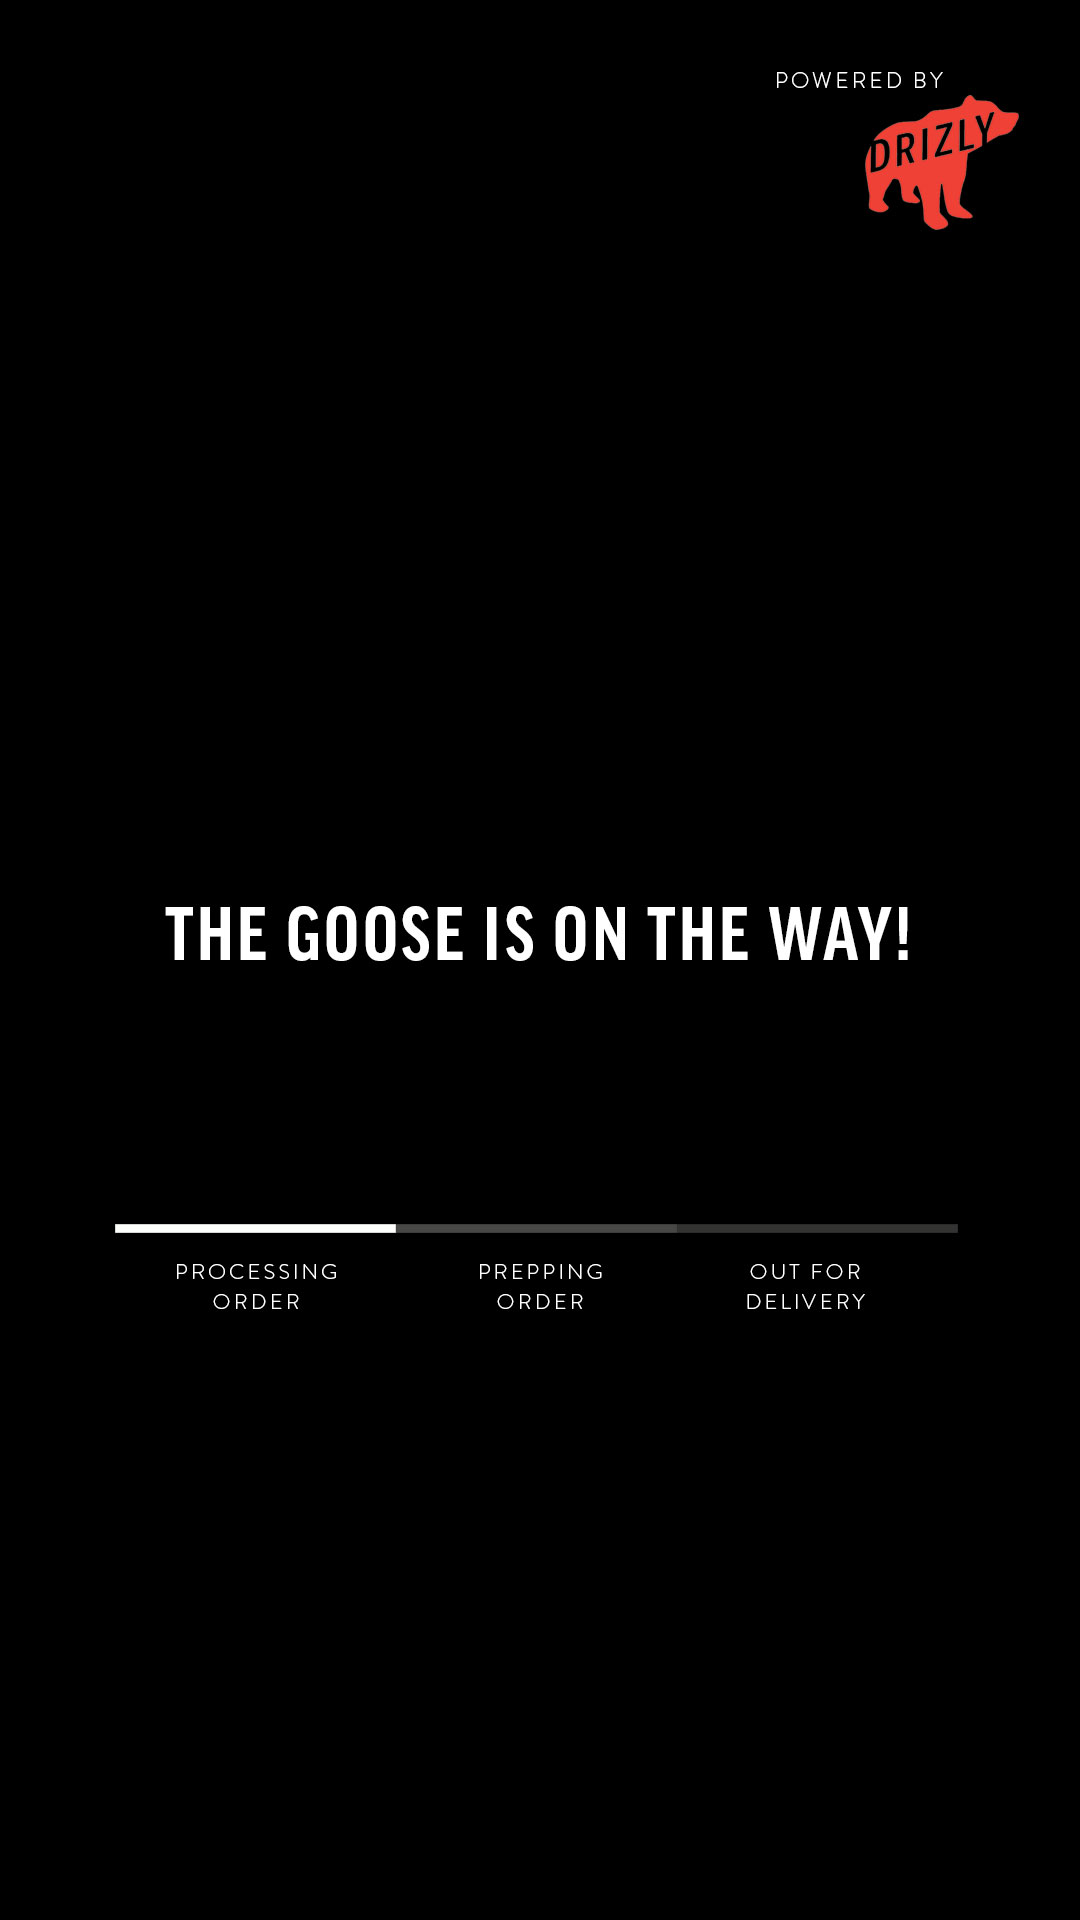 POWERED BY
DRIZLY
THE GOOSE IS ON THE WAY!
PROCESSING
ORDER
PREPPING
ORDER
OUT FOR
DELIVERY